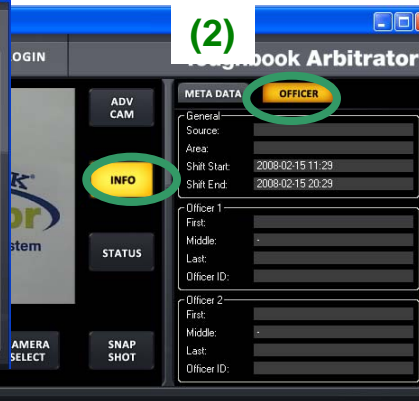 (2)
OGIN
ook Arbitrator
ADV
CAM
META DATA
OFFICER
General
Source:
Area:
Shift Start: 2008-02-15 11:29
Shift End: 2008-02-15 20:29
K
INFO
or
stem
STATUS
Officer 1
First:
Middle: -
Last:
Officer ID:
Officer 2
First:
Middle: -
Last:
Officer ID:
AMERA
SELECT
SNAP
SHOT